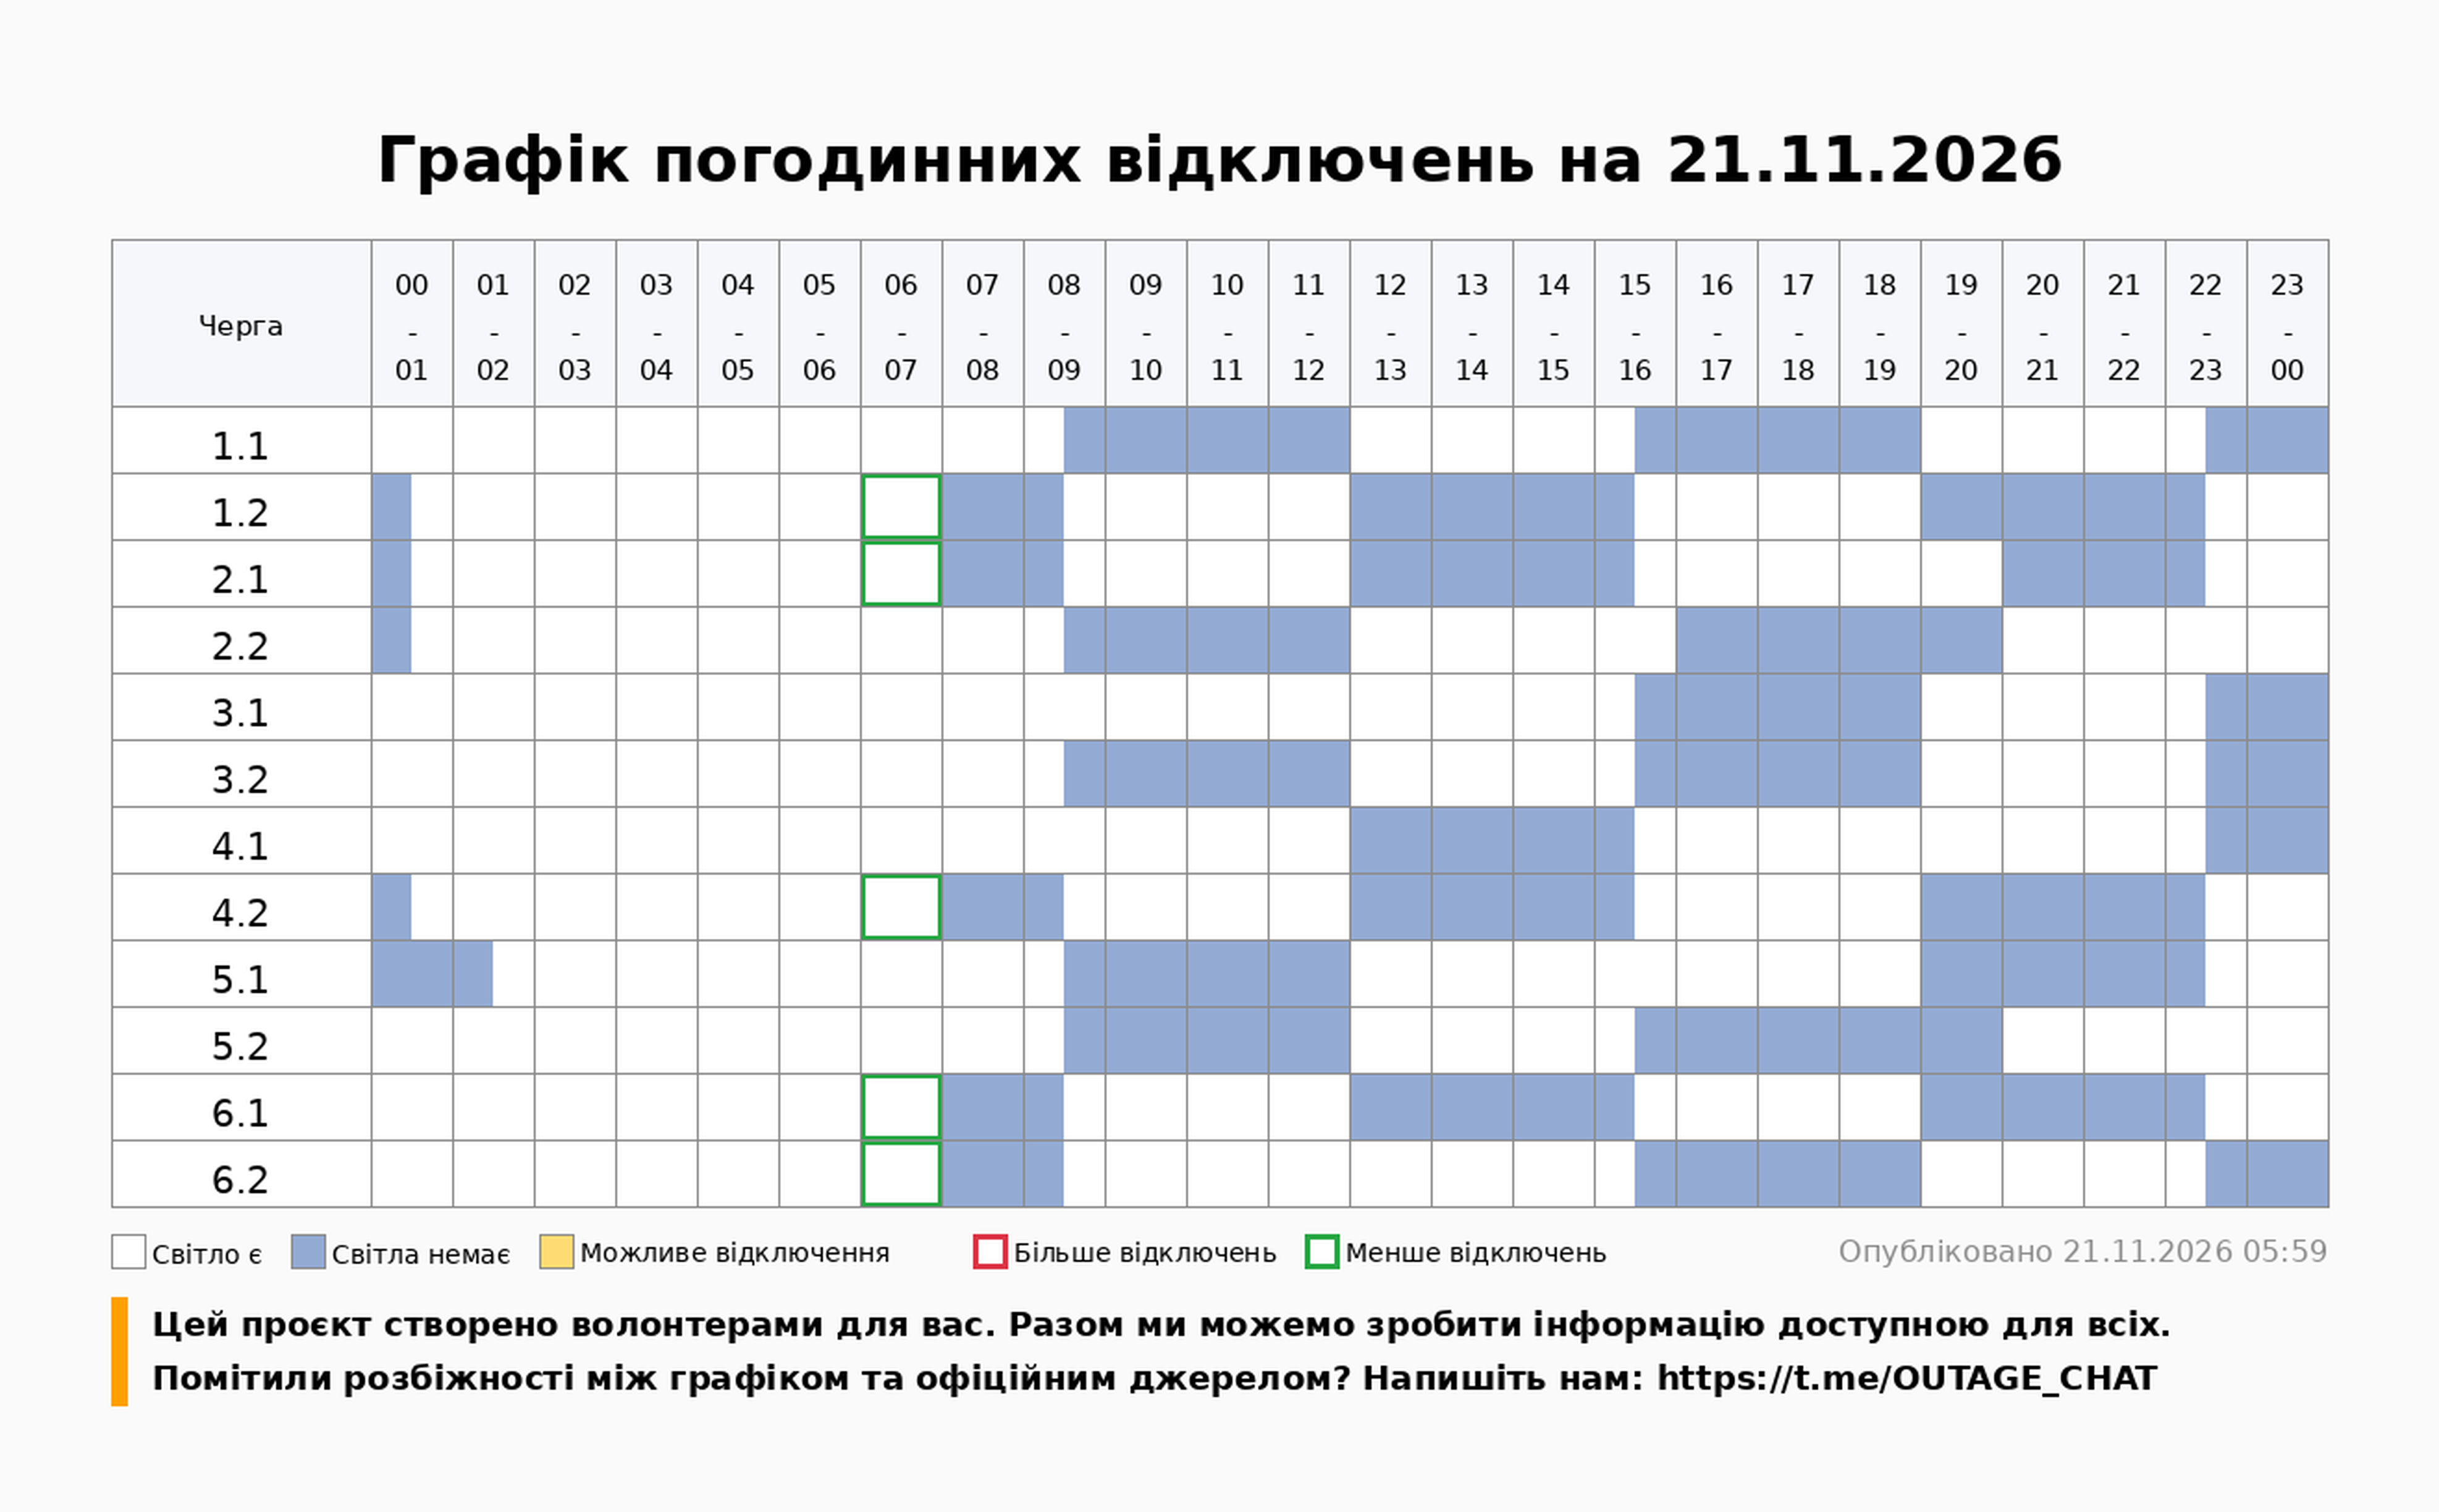 Графік погодинних відключень на 21.11.2026
Черга
00 - 01
01 - 02
02 - 03
03 - 04
04 - 05
05 - 06
06 - 07
07 - 08
08 - 09
09 - 10
10 - 11
11 - 12
12 - 13
13 - 14
14 - 15
15 - 16
16 - 17
17 - 18
18 - 19
19 - 20
20 - 21
21 - 22
22 - 23
23 - 00
1.1
1.2
2.1
2.2
3.1
3.2
4.1
4.2
5.1
5.2
6.1
6.2
Світло є Світла немає Можливе відключення Більше відключень Менше відключень Опубліковано 21.11.2026 05:59
Цей проєкт створено волонтерами для вас. Разом ми можемо зробити інформацію доступною для всіх.
Помітили розбіжності між графіком та офіційним джерелом? Напишіть нам: https://t.me/OUTAGE_CHAT